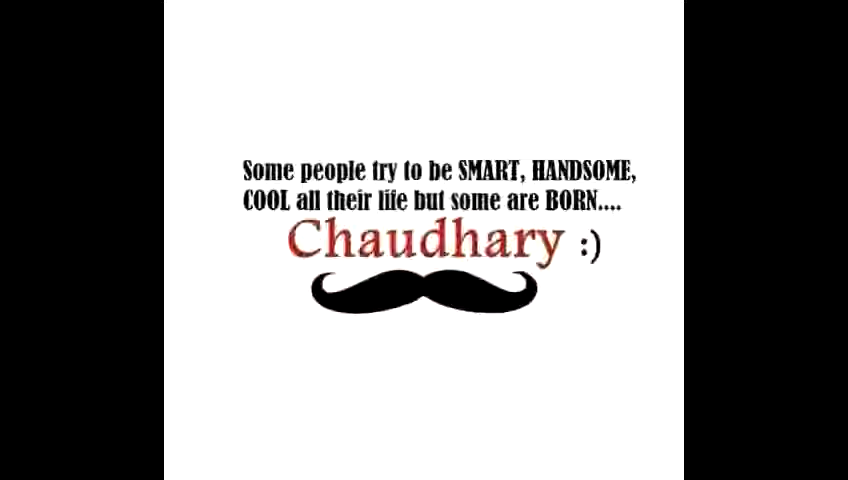 Some people try to be SMART, HANDSOME,
COOL all their life but some are BORN....
Chaudhary :)